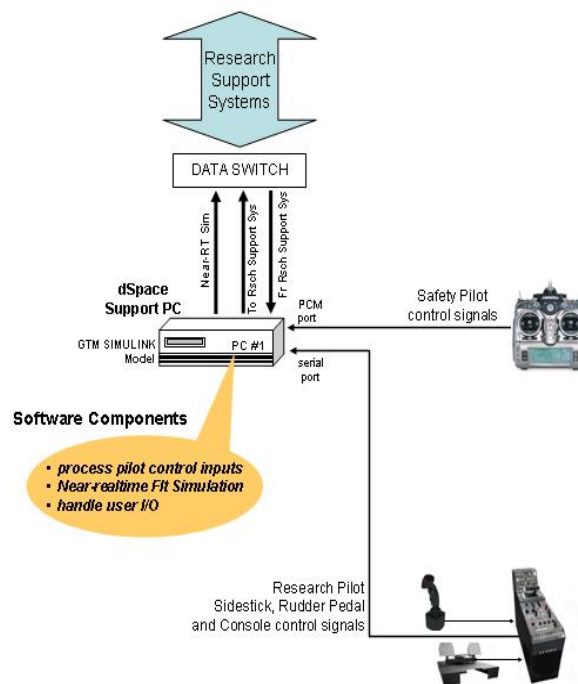 Research
Support
Systems
DATA SWITCH
Near-RT Sim
To Rsch Support Sys
Fr Rsch Support Sys
dSpace
Support PC
PCM
port
Safety Pilot
control signals
GTM SIMULINK
Model
PC #1
serial
port
Software Components
• process pilot control inputs
• Near-realtime Flt Simulation
• handle user I/O
Research Pilot
Sidestick, Rudder Pedal
and Console control signals